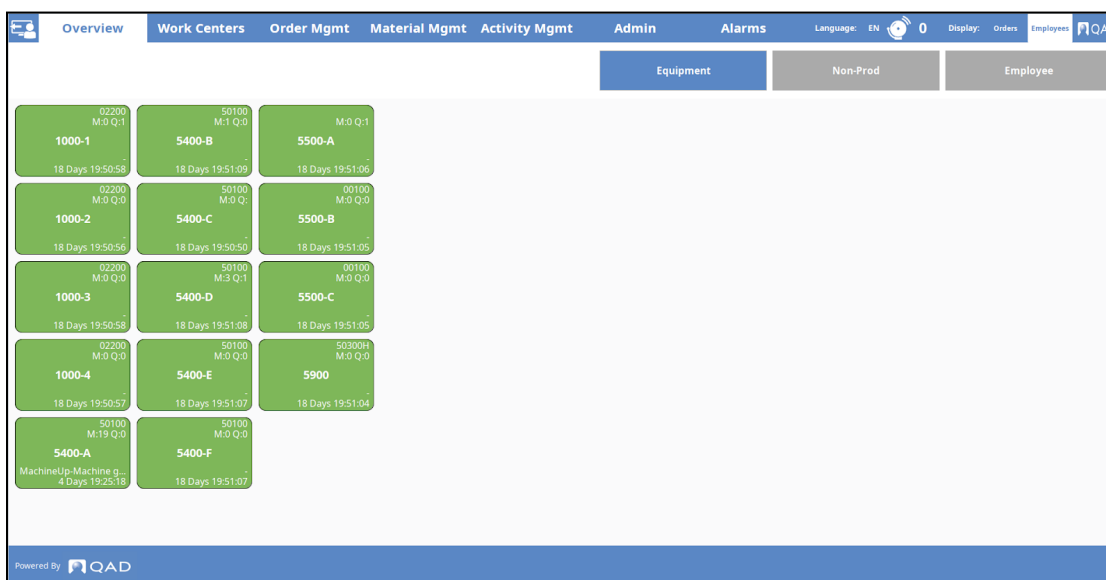 Overview Work Centers Order Mgmt Material Mgmt Activity Mgmt Admin Alarms Language: EN 0 Display: Orders Employees QA
Equipment Non-Prod Employee
02200
M:0 Q:1
1000-1
-
18 Days 19:50:58
50100
M:1 Q:0
5400-B
-
18 Days 19:51:09
M:0 Q:1
5500-A
-
18 Days 19:51:06
02200
M:0 Q:0
1000-2
-
18 Days 19:50:56
50100
M:0 Q:
5400-C
-
18 Days 19:50:50
00100
M:0 Q:0
5500-B
-
18 Days 19:51:05
02200
M:0 Q:0
1000-3
-
18 Days 19:50:58
50100
M:3 Q:1
5400-D
-
18 Days 19:51:08
00100
M:0 Q:0
5500-C
-
18 Days 19:51:05
02200
M:0 Q:0
1000-4
-
18 Days 19:50:57
50100
M:0 Q:0
5400-E
-
18 Days 19:51:07
50300H
M:0 Q:0
5900
-
18 Days 19:51:04
50100
M:19 Q:0
5400-A
MachineUp-Machine g...
4 Days 19:25:18
50100
M:0 Q:0
5400-F
-
18 Days 19:51:07
Powered By QAD